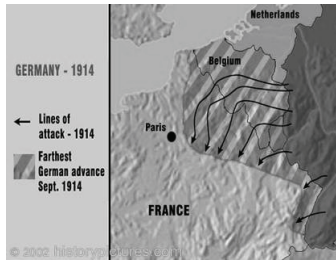 Netherlands
GERMANY - 1914
Belgium
Lines of
attack - 1914
Paris
Farthest
German advance
Sept. 1914
FRANCE
© 2002 historypictures.com